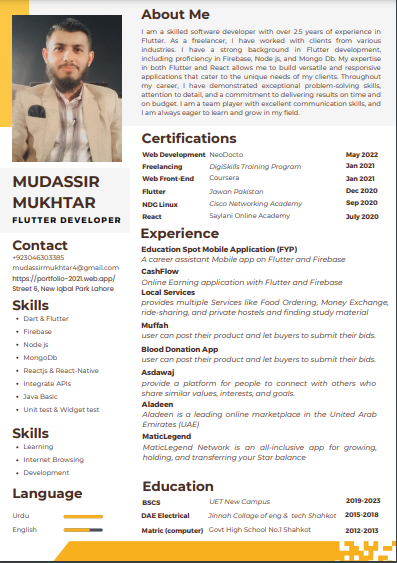 MUDASSIR
MUKHTAR
FLUTTER DEVELOPER
Contact
+923046303385
mudassirmukhtar4@gmail.com
https://portfolio-2021.web.app/
Street 6, New Iqbal Park Lahore
Skills
• Dart & Flutter
• Firebase
• Node js
• MongoDb
• Reactjs & React-Native
• Integrate APIs
• Java Basic
• Unit test & Widget test
Skills
• Learning
• Internet Browsing
• Development
Language
Urdu
English
About Me
I am a skilled software developer with over 2.5 years of experience in
Flutter. As a freelancer, I have worked with clients from various
industries. I have a strong background in Flutter development,
including proficiency in Firebase, Node js, and Mongo Db. My expertise
in both Flutter and React allows me to build versatile and responsive
applications that cater to the unique needs of my clients. Throughout
my career, I have demonstrated exceptional problem-solving skills,
attention to detail, and a commitment to delivering results on time and
on budget. I am a team player with excellent communication skills, and
I am always eager to learn and grow in my field.
Certifications
Web Development NeoDocto May 2022
Freelancing DigiSkills Training Program Jan 2021
Web Front-End Coursera Jan 2021
Flutter Jawan Pakistan Dec 2020
NDG Linux Cisco Networking Academy Sep 2020
React Saylani Online Academy July 2020
Experience
Education Spot Mobile Application (FYP)
A career assistant Mobile app on Flutter and Firebase
CashFlow
Online Earning application with Flutter and Firebase
Local Services
provides multiple Services like Food Ordering, Money Exchange,
ride-sharing, and private hostels and finding study material
Muffah
user can post their product and let buyers to submit their bids.
Blood Donation App
user can post their product and let buyers to submit their bids.
Asdawaj
provide a platform for people to connect with others who
share similar values, interests, and goals.
Aladeen
Aladeen is a leading online marketplace in the United Arab
Emirates (UAE)
MaticLegend
MaticLegend Network is an all-inclusive app for growing,
holding, and transferring your Star balance
Education
BSCS UET New Campus 2019-2023
DAE Electrical Jinnah Collage of eng & tech Shahkot 2015-2018
Matric (computer) Govt High School No.1 Shahkot 2012-2013